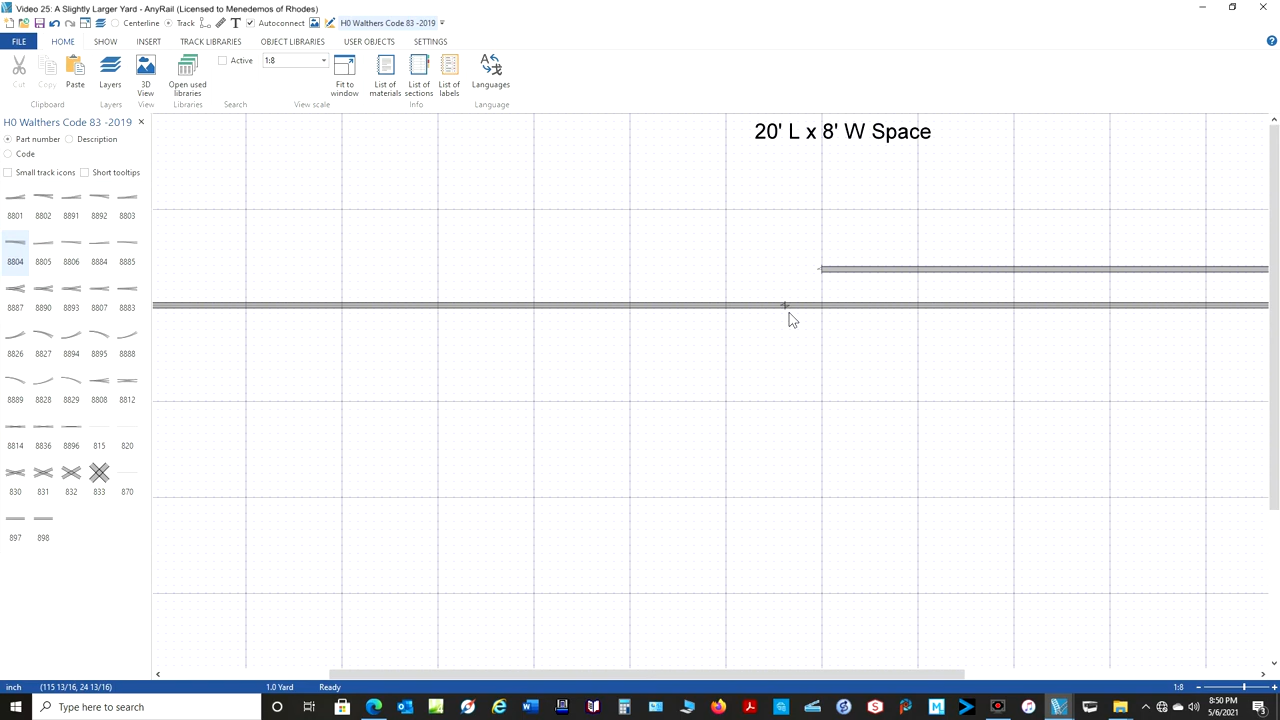 Video 25: A Slightly Larger Yard - AnyRail (Licensed to Menedemos of Rhodes)
Centerline Track Autoconnect H0 Walthers Code 83 -2019
FILE HOME SHOW INSERT TRACK LIBRARIES OBJECT LIBRARIES USER OBJECTS SETTINGS
Active 1:8
Cut Copy Paste Layers 3D View Open used libraries Fit to window List of materials List of sections List of labels Languages
Clipboard Layers View Libraries Search View scale Info Language
H0 Walthers Code 83 -2019
Part number Description
Code
Small track icons Short tooltips
8801 8802 8891 8892 8803
8804 8805 8806 8884 8885
8887 8890 8893 8807 8883
8826 8827 8894 8895 8888
8889 8828 8829 8808 8812
8814 8836 8896 815 820
830 831 832 833 870
897 898
20' L x 8' W Space
inch (115 13/16, 24 13/16) 1.0 Yard Ready 1:8
Type here to search
8:50 PM
5/6/2021